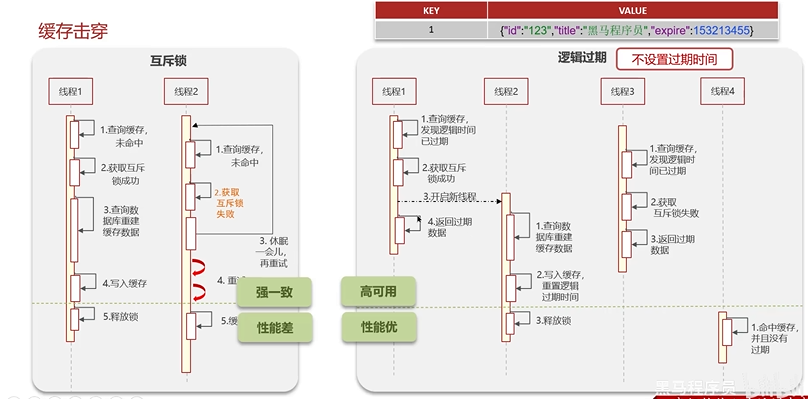 缓存击穿
KEY
VALUE
1
{"id":"123","title":"黑马程序员","expire":153213455}
互斥锁
线程1
线程2
1.查询缓存，
未命中
2.获取互斥
锁成功
3.查询数
据库重建
缓存数据
4.写入缓存
5.释放锁
1.查询缓存，
未命中
2.获取
互斥锁
失败
3. 休眠
一会儿，
再重试
4. 重
5.缓
强一致
性能差
高可用
性能优
逻辑过期
不设置过期时间
线程1
线程2
线程3
线程4
1.查询缓存，
发现逻辑时间
已过期
2.获取互斥
锁成功
3.开启新线程
4.返回过期
数据
1.查询数
据库重建
缓存数据
2.写入缓存，
重置逻辑
过期时间
3.释放锁
1.查询缓存，
发现逻辑时
间已过期
2.获取
互斥锁失败
3.返回过期
数据
1.命中缓存，
并且没有
过期
黑马程序员